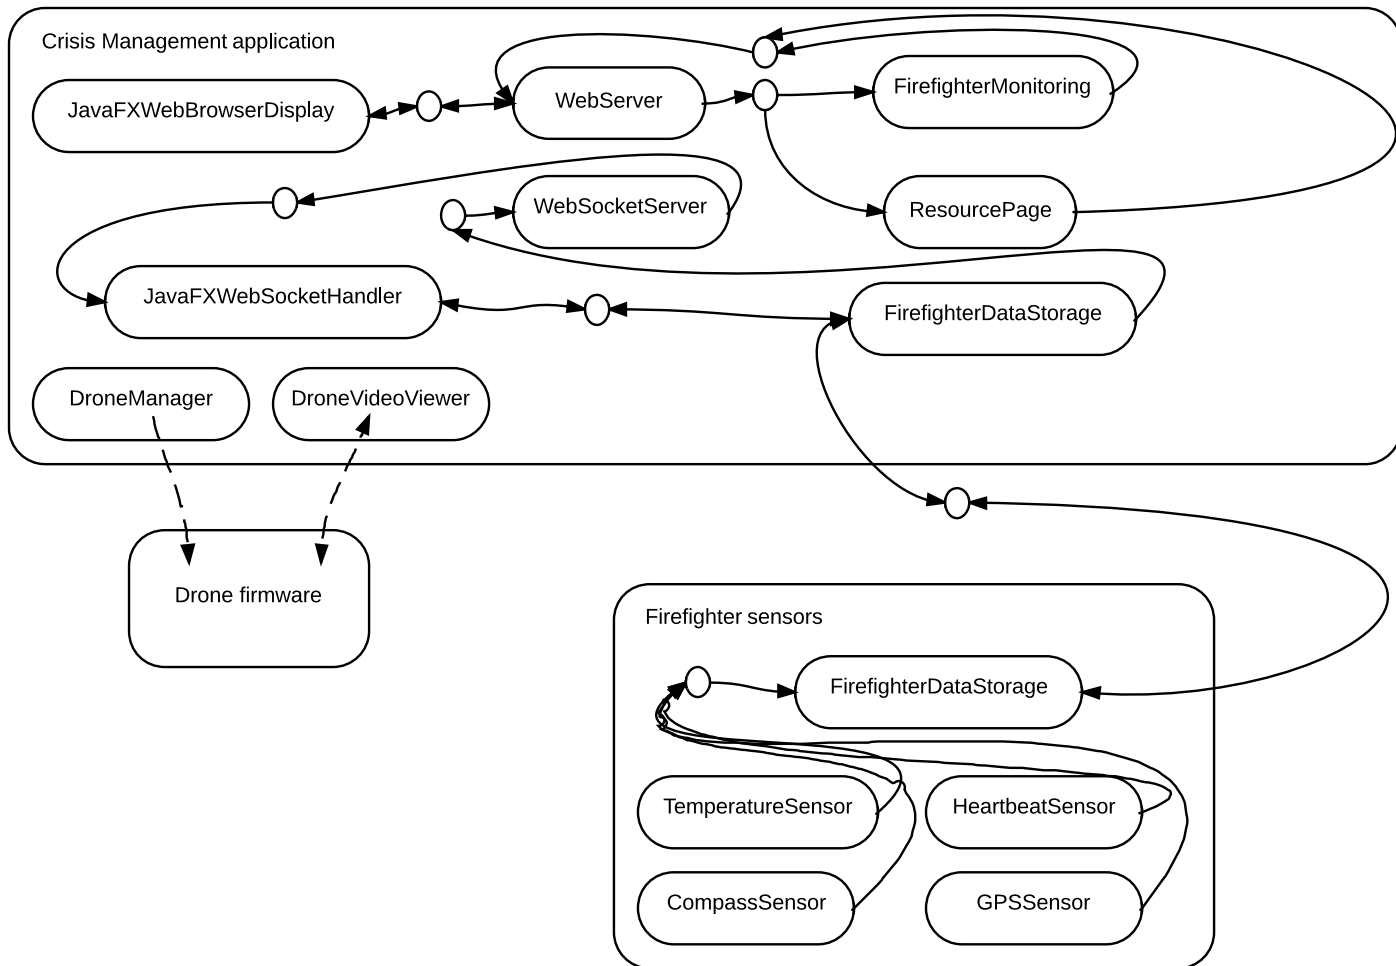 Crisis Management application
JavaFXWebBrowserDisplay
WebServer
FirefighterMonitoring
WebSocketServer
ResourcePage
JavaFXWebSocketHandler
FirefighterDataStorage
DroneManager
DroneVideoViewer
Drone firmware
Firefighter sensors
FirefighterDataStorage
TemperatureSensor
HeartbeatSensor
CompassSensor
GPSSensor